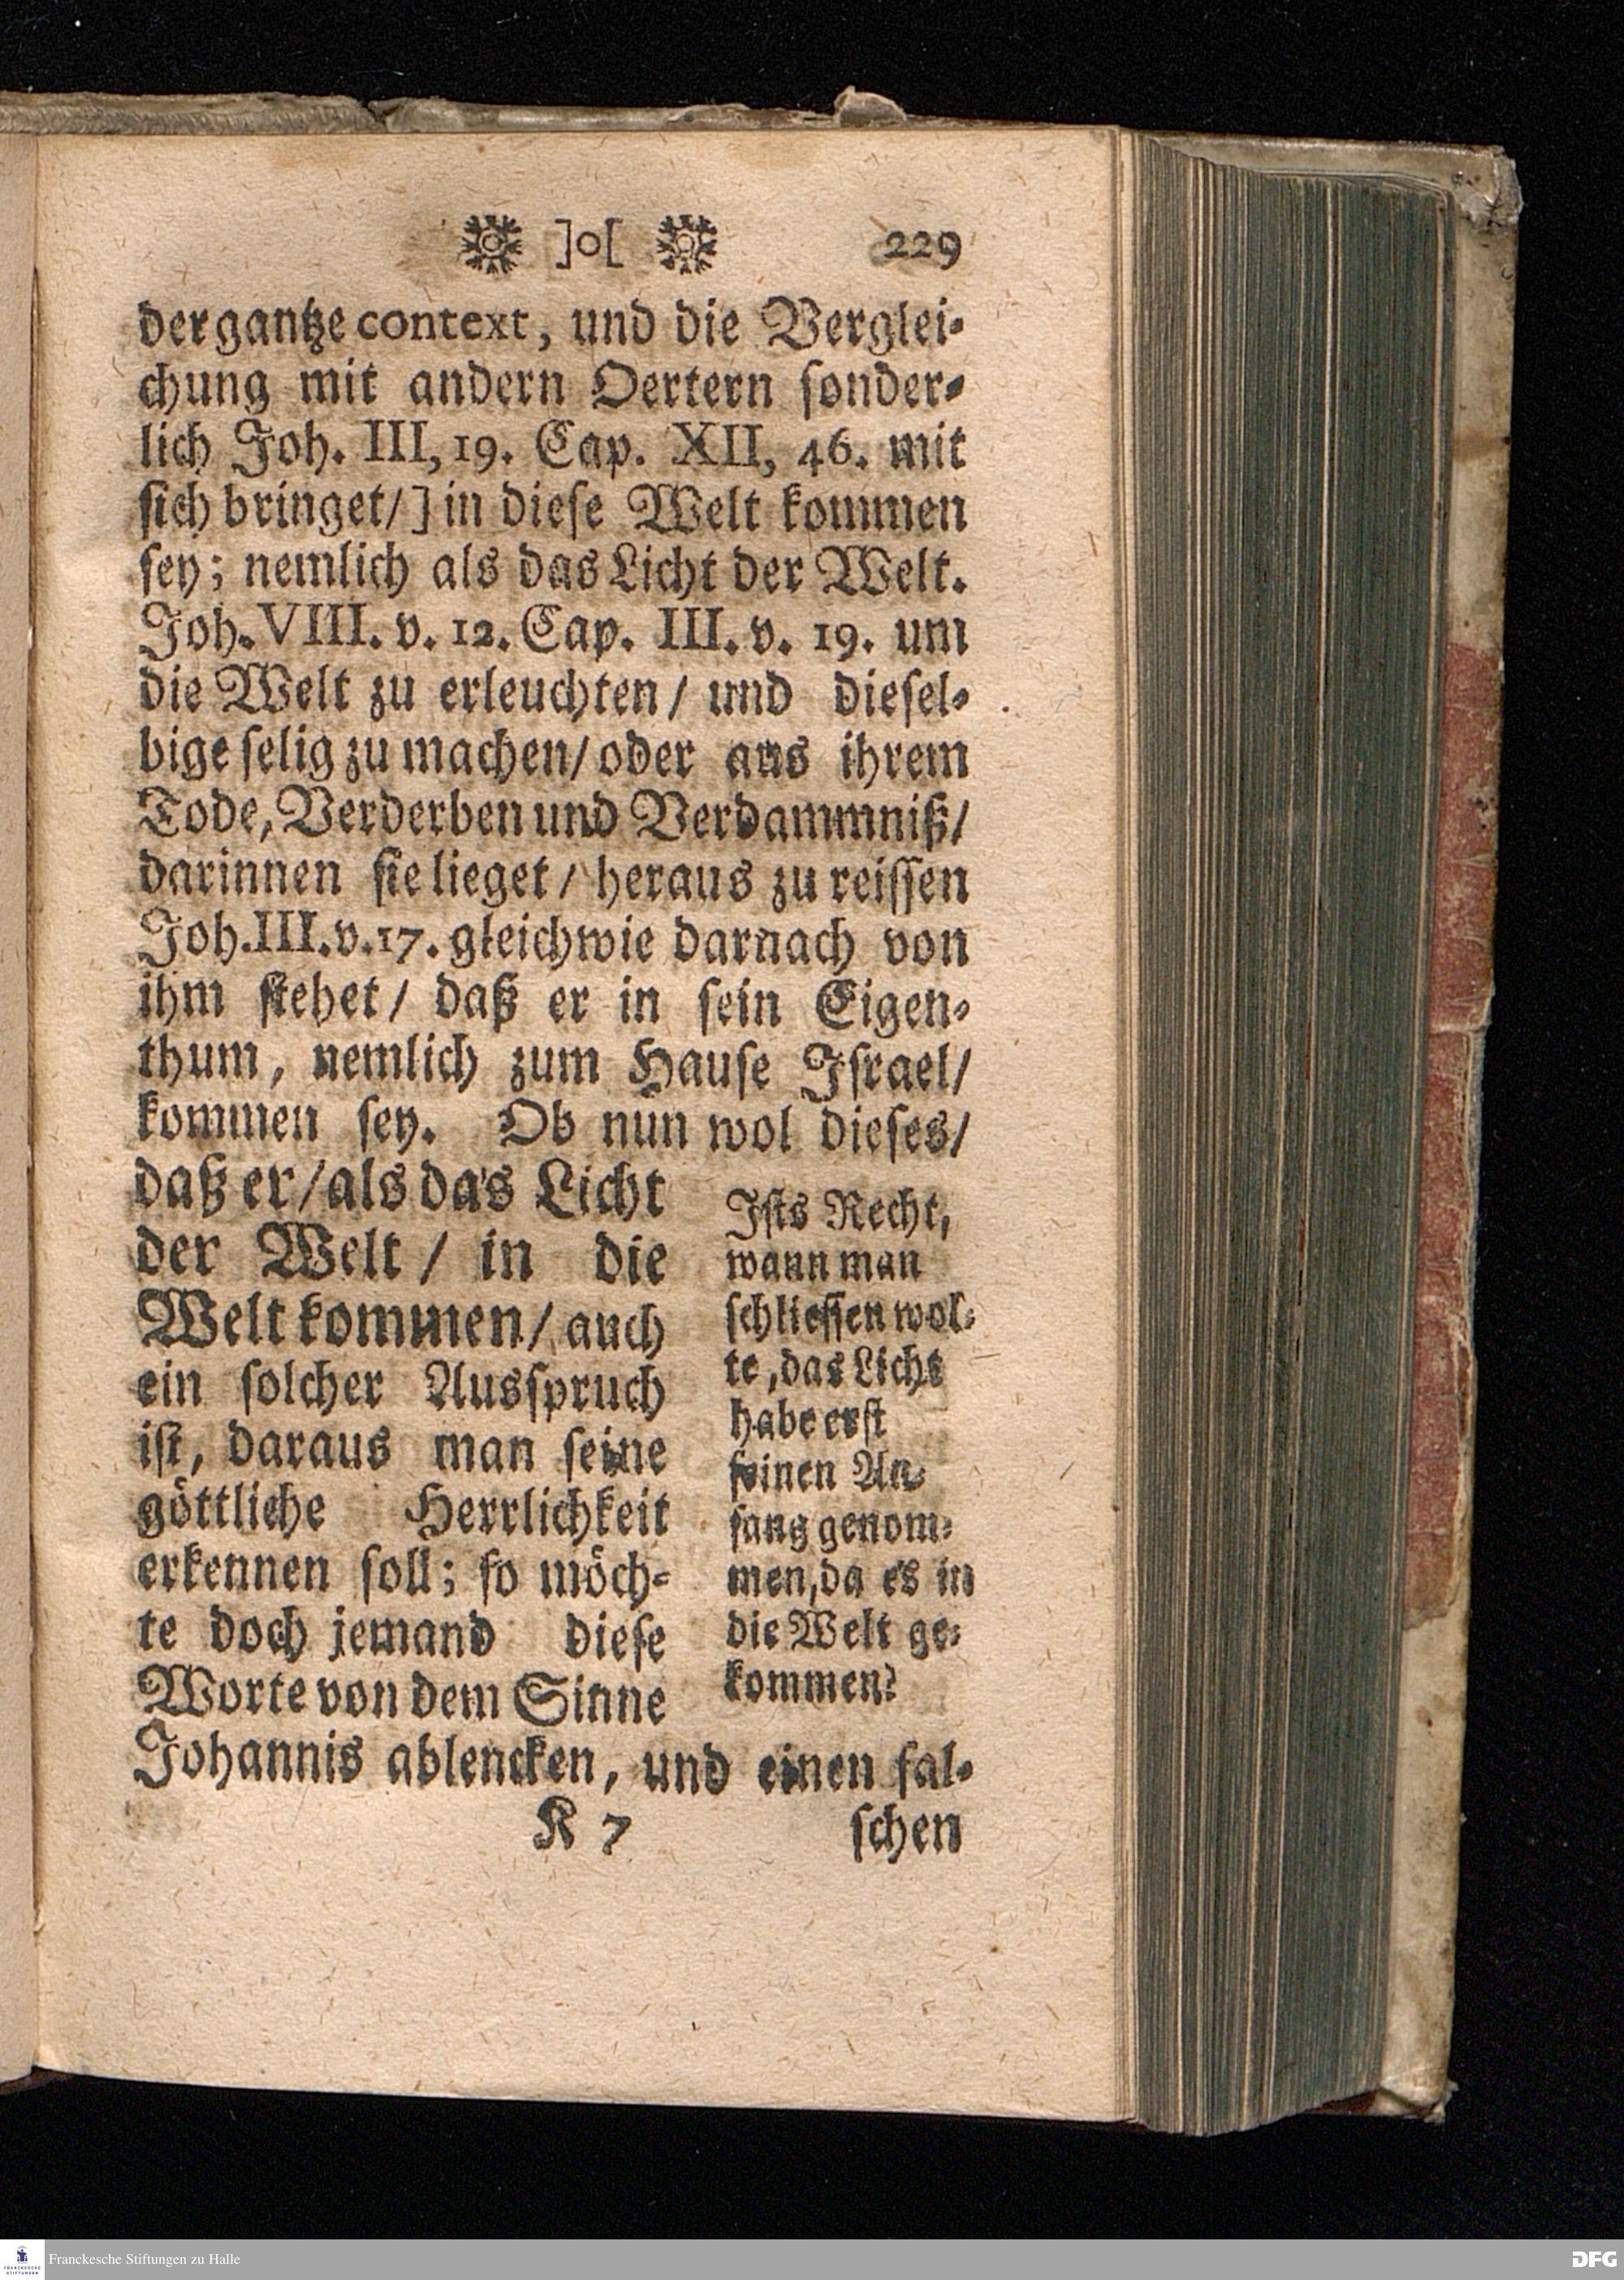 ]o[ 229
der gantze context, und die Verglei-
chung mit andern Oertern sonder-
lich Joh. III, 19. Cap. XII, 46. mit
sich bringet/] in diese Welt kommen
sey; nemlich als das Licht der Welt.
Joh. VIII. v. 12. Cap. III. v. 19. um
die Welt zu erleuchten/ und diesel-
bige selig zu machen/ oder aus ihrem
Tode, Verderben und Verdammniß/
darinnen sie lieget/ heraus zu reissen
Joh. III. v. 17. gleichwie darnach von
ihm stehet/ daß er in sein Eigen-
thum, nemlich zum Hause Israel/
kommen sey. Ob nun wol dieses/
daß er/ als das Licht
der Welt/ in die
Welt kommen/ auch
ein solcher Ausspruch
ist, daraus man seine
göttliche Herrlichkeit
erkennen soll; so möch-
te doch jemand diese
Worte von dem Sinne
Johannis ablencken, und einen fal-
Ists Recht,
wann man
schliessen wol-
te, das Licht
habe erst
seinen An-
fang genom-
men, da es in
die Welt ge-
kommen?
K 7 schen
Franckesche Stiftungen zu Halle
DFG